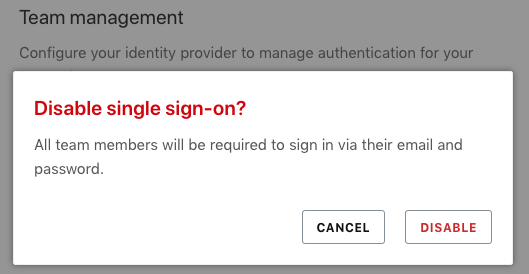 Team management
Configure your identity provider to manage authentication for your
Disable single sign-on?
All team members will be required to sign in via their email and
password.
CANCEL
DISABLE